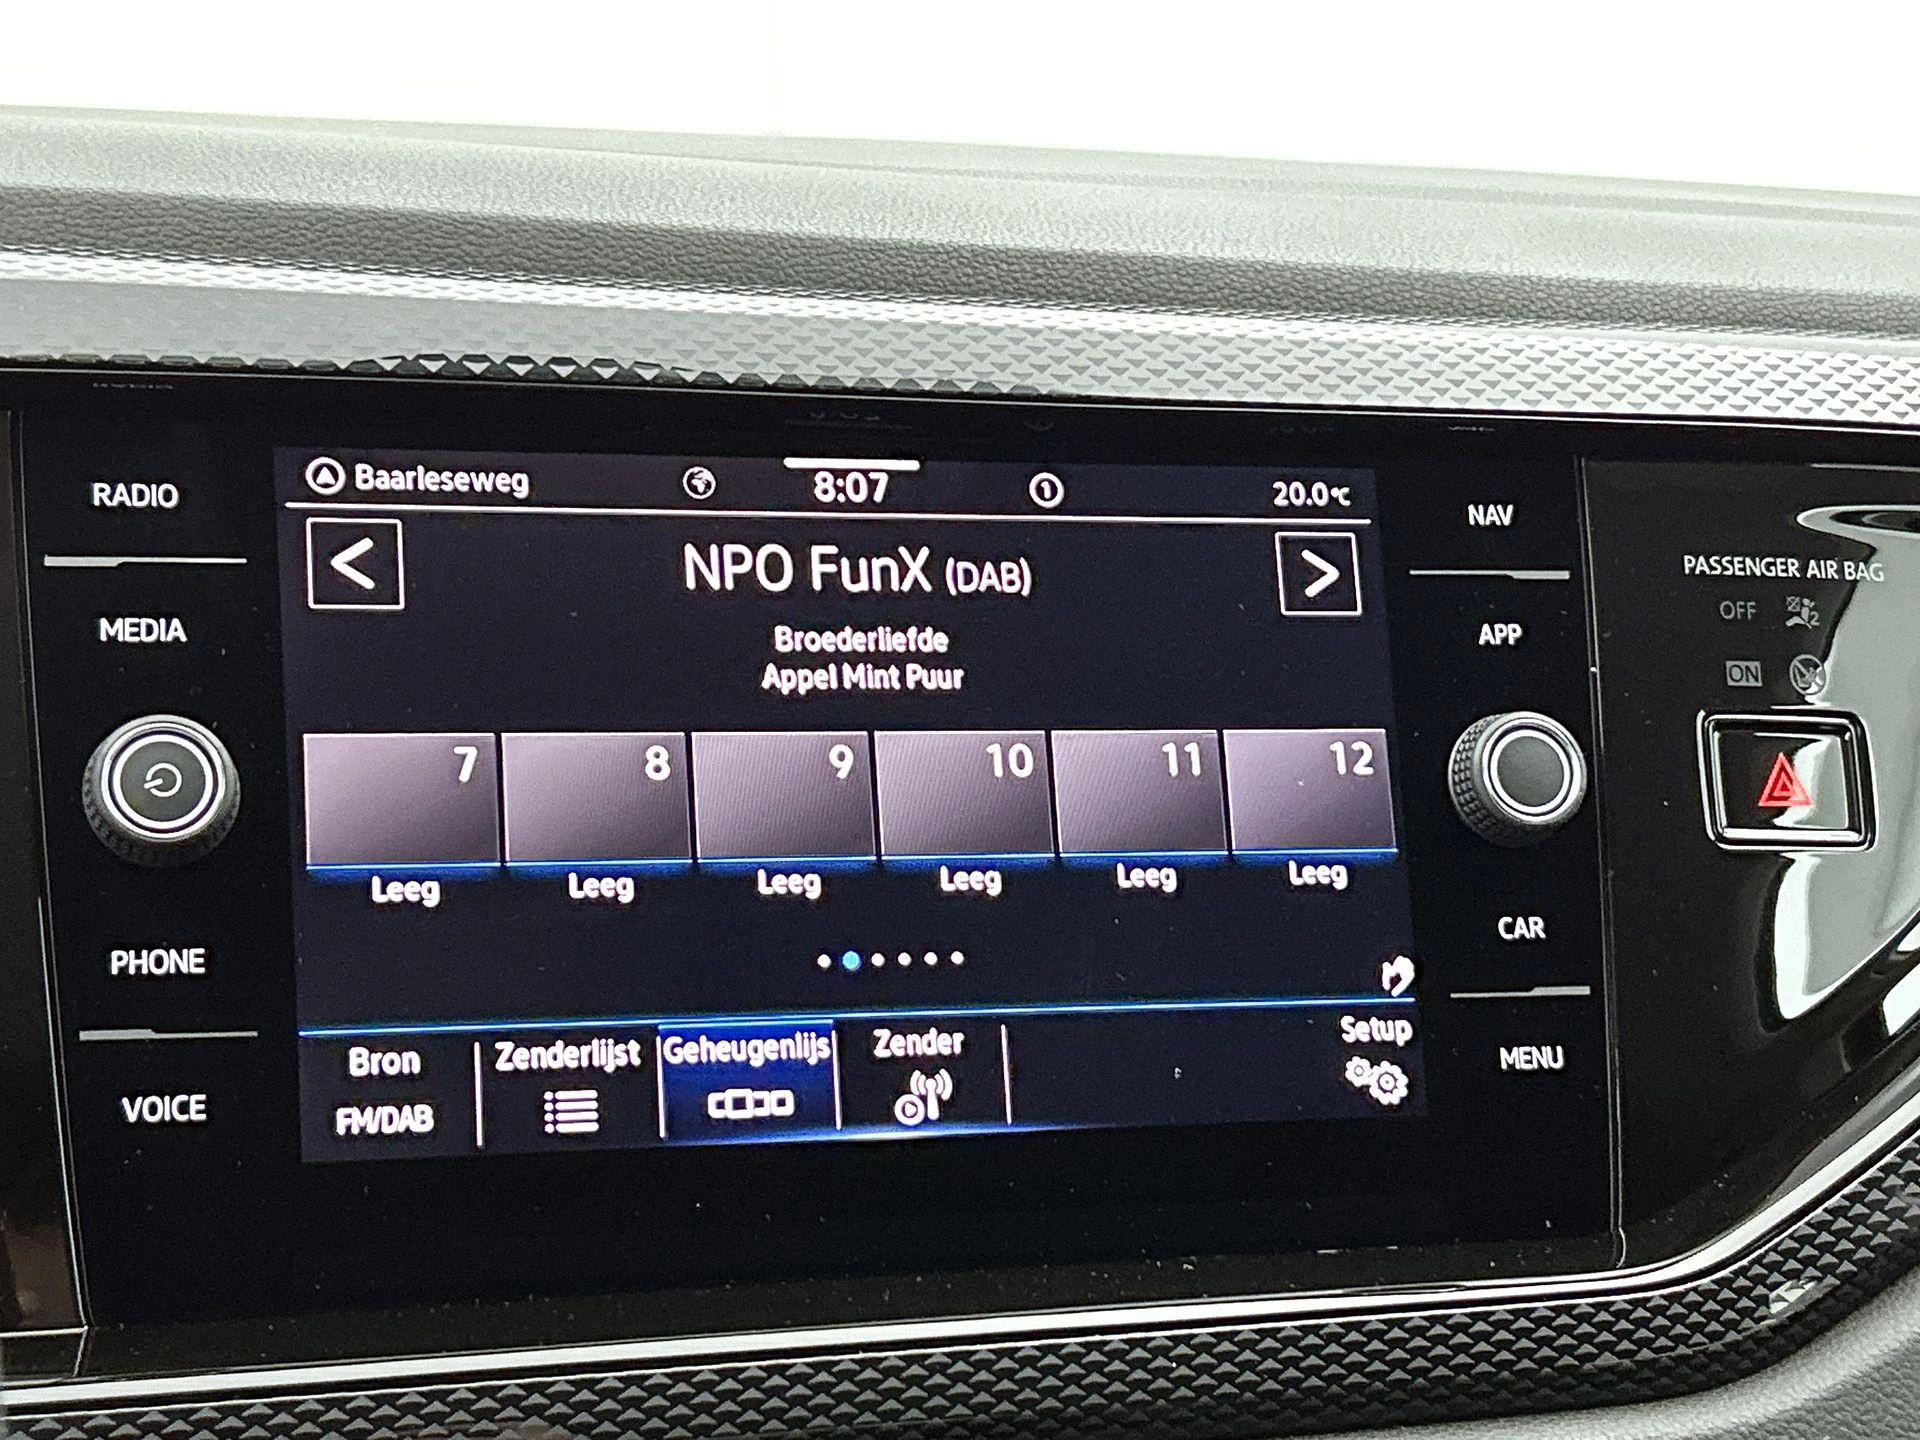 RADIO
MEDIA
PHONE
VOICE
Baarleseweg
8:07
1
20.0°C
<
NPO FunX (DAB)
>
Broederliefde
Appel Mint Puur
7 8 9 10 11 12
Leeg Leeg Leeg Leeg Leeg Leeg
Bron
FM/DAB
Zenderlijst
Geheugenlijs
Zender
Setup
NAV
APP
CAR
MENU
PASSENGER AIR BAG
OFF
2
ON